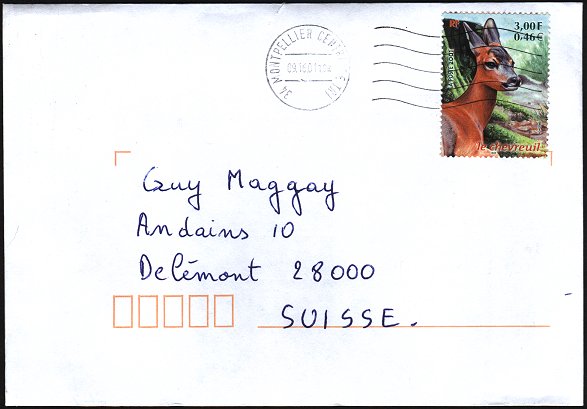 34 MONTPELLIER CENTRE
RF
3,00F
0.46€
le chevreuil
Guy Maggay
Andains 10
Delémont 28000
SUISSE.